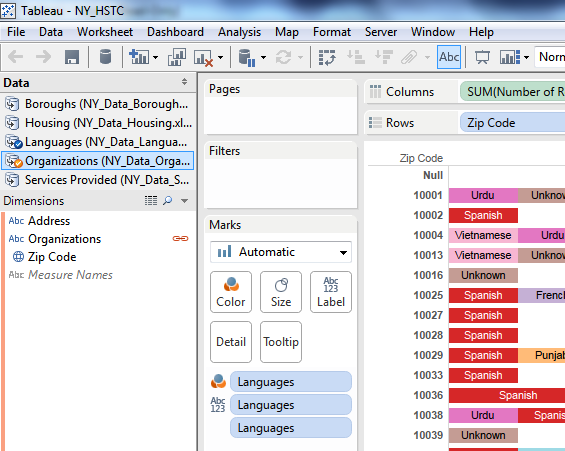 Tableau - NY_HSTC
File Data Worksheet Dashboard Analysis Map Format Server Window Help
Abc Norm
Data
Boroughs (NY_Data_Borough...
Housing (NY_Data_Housing.xl...
Languages (NY_Data_Langua...
Organizations (NY_Data_Orga...
Services Provided (NY_Data_S...
Dimensions
Abc Address
Abc Organizations
Zip Code
Abc Measure Names
Pages
Filters
Marks
Automatic
Color
Size
Abc
123
Label
Detail
Tooltip
Languages
Abc
123
Languages
Languages
Columns SUM(Number of R
Rows Zip Code
Zip Code
Null
10001 Urdu Unknow
10002 Spanish
10004 Vietnamese Urdu
10013 Vietnamese Unknow
10016 Unknown
10025 Spanish French
10027 Spanish
10028 Spanish
10029 Spanish Punjab
10033 Spanish
10036 Spanish
10038 Urdu Spanis
10039 Unknown